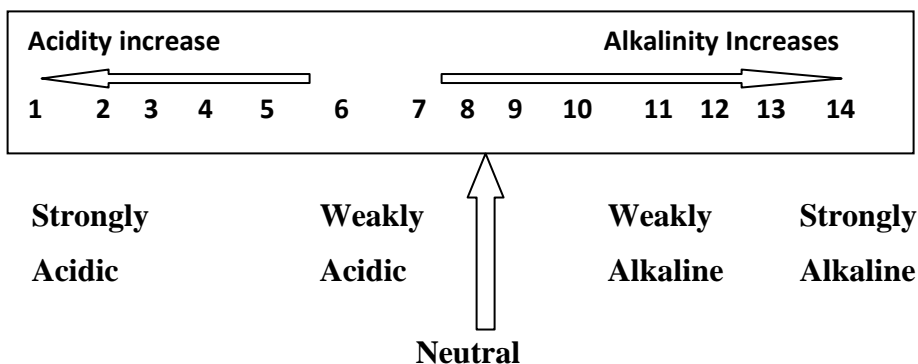 Acidity increase Alkalinity Increases
1 2 3 4 5 6 7 8 9 10 11 12 13 14
Strongly Weakly Weakly Strongly
Acidic Acidic Alkaline Alkaline
Neutral